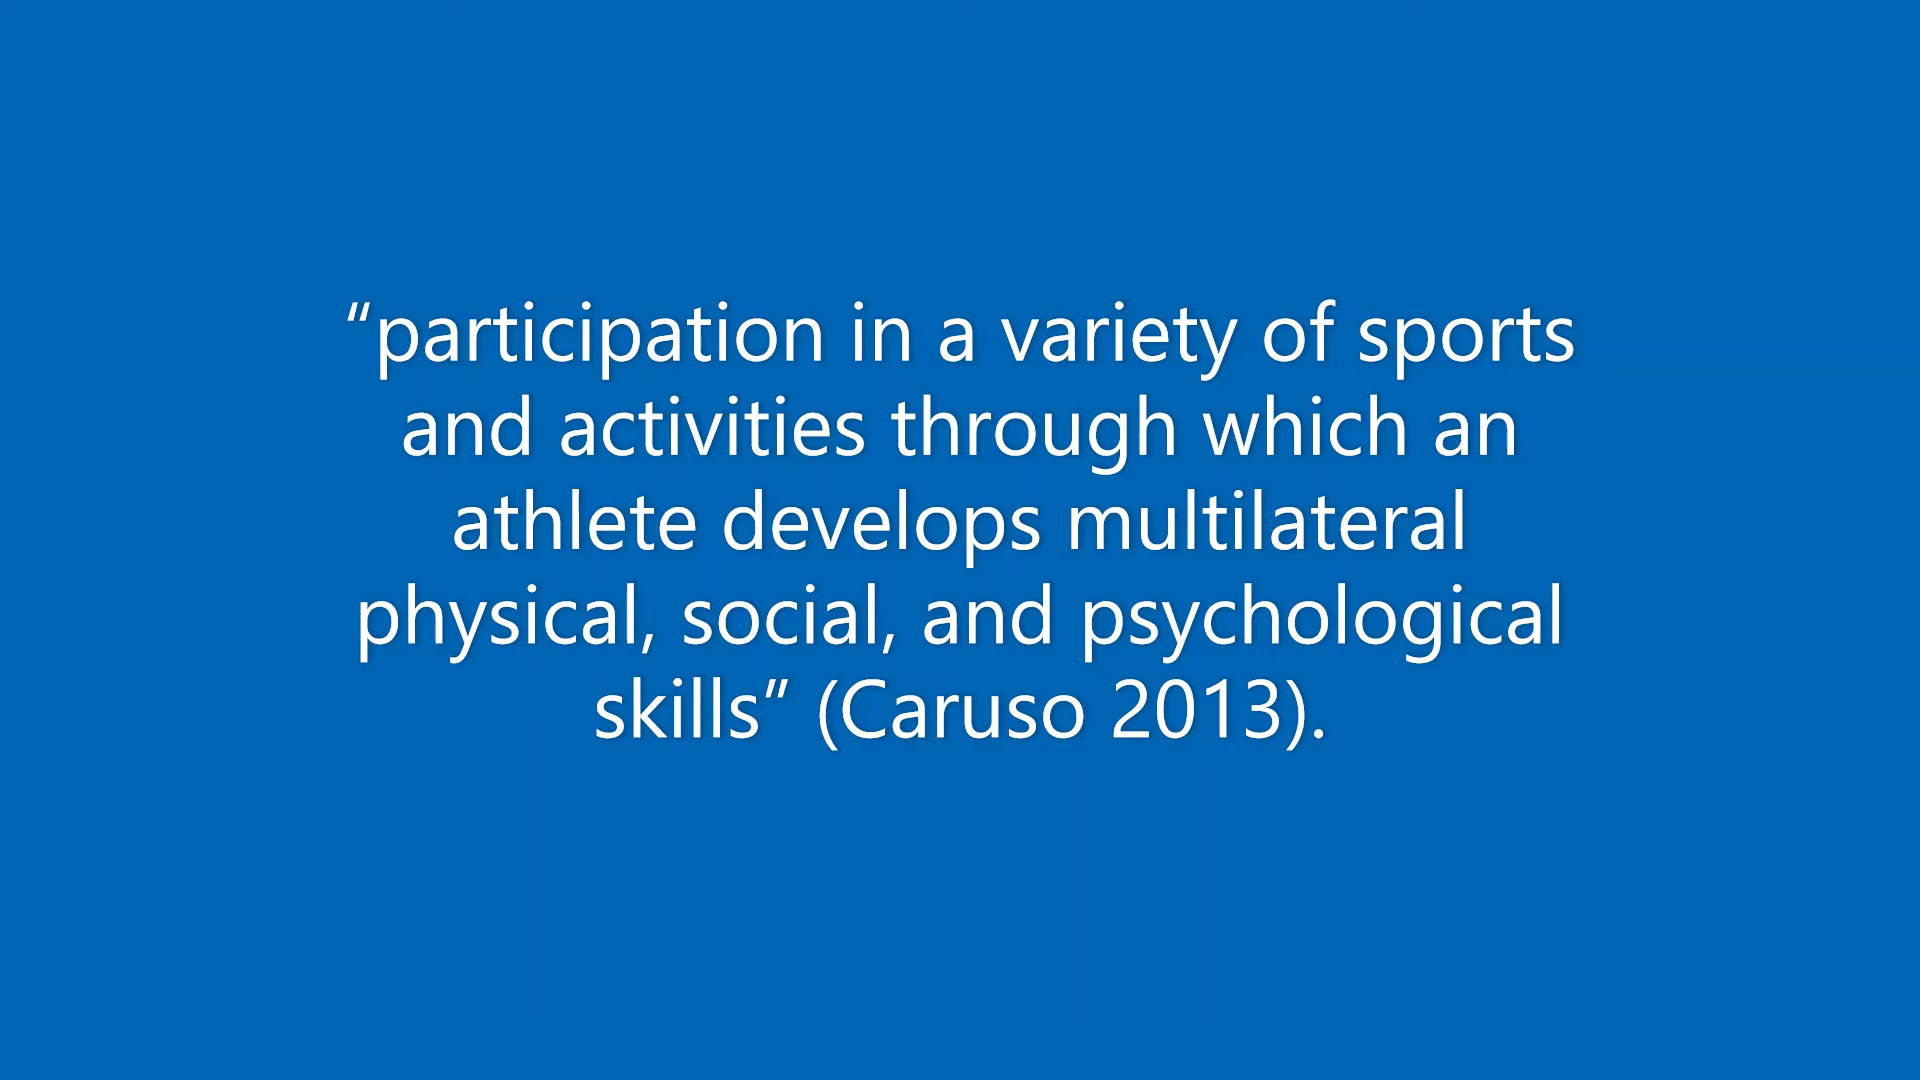 “participation in a variety of sports
and activities through which an
athlete develops multilateral
physical, social, and psychological
skills” (Caruso 2013).